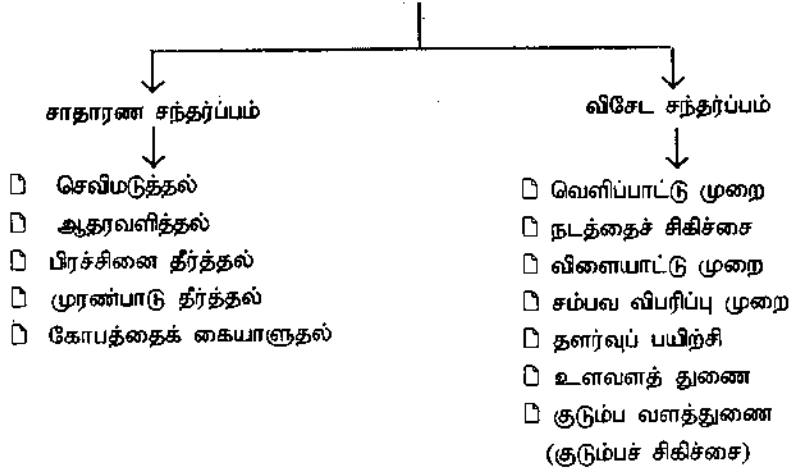 சாதாரண சந்தர்ப்பம்
செவிமடுத்தல்
ஆதரவளித்தல்
பிரச்சினை தீர்த்தல்
முரண்பாடு தீர்த்தல்
கோபத்தைக் கையாளுதல்
விசேட சந்தர்ப்பம்
வெளிப்பாட்டு முறை
நடத்தைச் சிகிச்சை
விளையாட்டு முறை
சம்பவ விபரிப்பு முறை
தளர்வுப் பயிற்சி
உளவளத் துணை
குடும்ப வளத்துணை
(குடும்பச் சிகிச்சை)